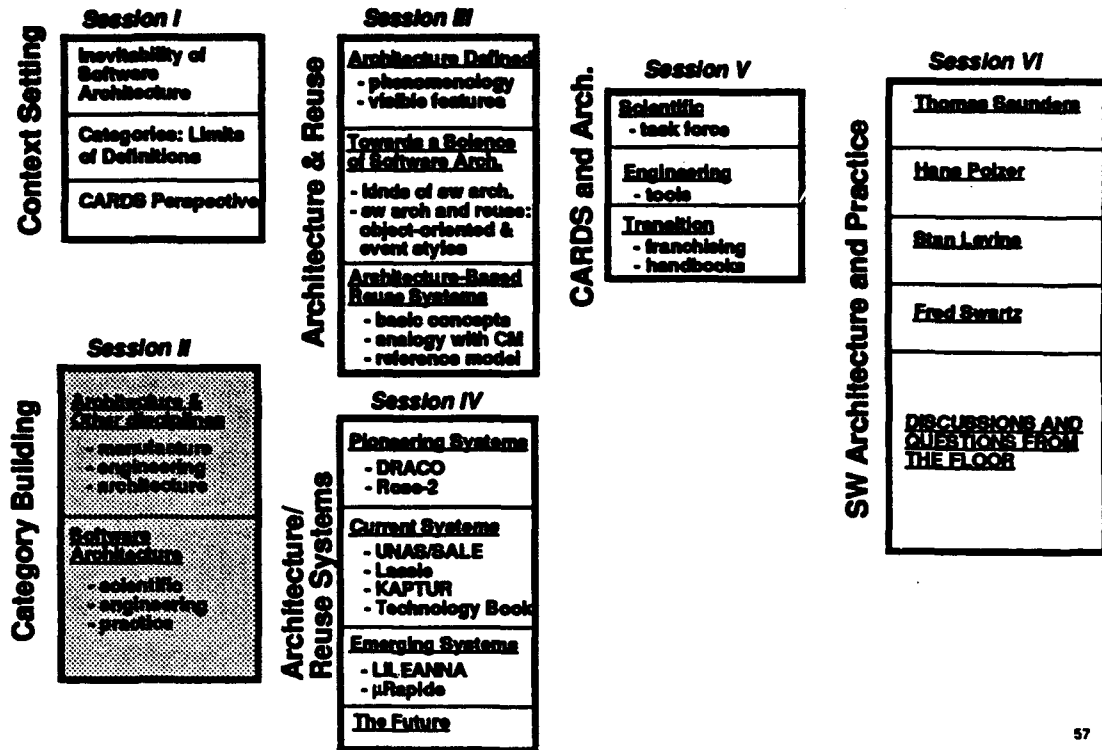 Context Setting
Session I
Inevitability of
Software
Architecture
Categories: Limits
of Definitions
CARDS Perspective
Category Building
Session II
Architecture &
Other disciplines
- manufacture
- engineering
- architecture
Software
Architecture
- scientific
- engineering
- practice
Architecture & Reuse
Session III
Architecture Defined
- phenomenology
- visible features
Towards a Science
of Software Arch.
- kinds of sw arch.
- sw arch and reuse:
object-oriented &
event styles
Architecture-Based
Reuse Systems
- basic concepts
- analogy with CM
- reference model
Architecture/
Reuse Systems
Session IV
Pioneering Systems
- DRACO
- Rose-2
Current Systems
- UNAS/SALE
- Lassie
- KAPTUR
- Technology Book
Emerging Systems
- LILEANNA
- µRapide
The Future
CARDS and Arch.
Session V
Scientific
- task force
Engineering
- tools
Transition
- franchising
- handbooks
SW Architecture and Practice
Session VI
Thomas Saunders
Hans Polzer
Stan Levine
Fred Swartz
DISCUSSIONS AND
QUESTIONS FROM
THE FLOOR
57